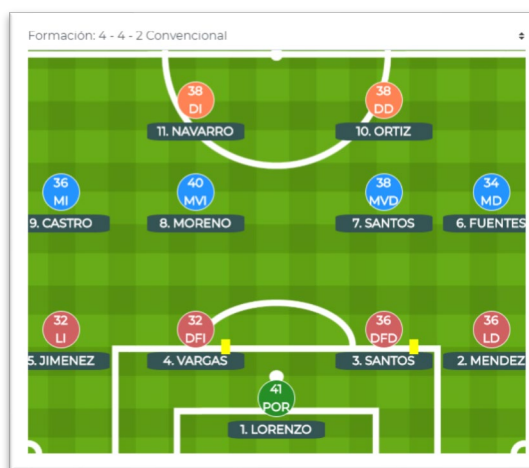 Formación: 4 - 4 - 2 Convencional
38 38
DI DD
11. NAVARRO 10. ORTIZ
36 40 38 34
MI MVI MVD MD
9. CASTRO 8. MORENO 7. SANTOS 6. FUENTES
32 32 36 36
LI DFI DFD LD
5. JIMENEZ 4. VARGAS 3. SANTOS 2. MENDEZ
41
POR
1. LORENZO